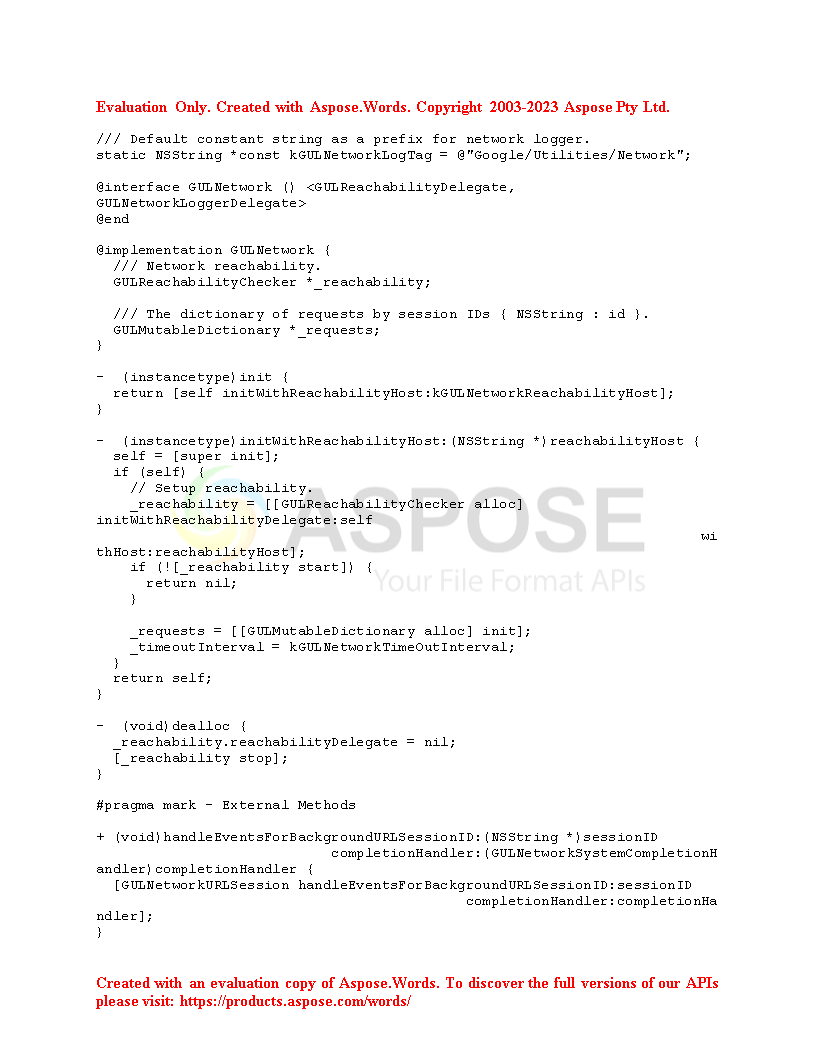 Evaluation Only. Created with Aspose.Words. Copyright 2003-2023 Aspose Pty Ltd.
/// Default constant string as a prefix for network logger.
static NSString *const kGULNetworkLogTag = @"Google/Utilities/Network";
@interface GULNetwork () <GULReachabilityDelegate,
GULNetworkLoggerDelegate>
@end
@implementation GULNetwork {
  /// Network reachability.
  GULReachabilityChecker *_reachability;
  /// The dictionary of requests by session IDs { NSString : id }.
  GULMutableDictionary *_requests;
}
-  (instancetype)init {
  return [self initWithReachabilityHost:kGULNetworkReachabilityHost];
}
-  (instancetype)initWithReachabilityHost:(NSString *)reachabilityHost {
  self = [super init];
  if (self) {
    // Setup reachability.
    _reachability = [[GULReachabilityChecker alloc]
initWithReachabilityDelegate:self
wi
thHost:reachabilityHost];
    if (![_reachability start]) {
      return nil;
    }
    _requests = [[GULMutableDictionary alloc] init];
    _timeoutInterval = kGULNetworkTimeOutInterval;
  }
  return self;
}
-  (void)dealloc {
  _reachability.reachabilityDelegate = nil;
  [_reachability stop];
}
#pragma mark - External Methods
+ (void)handleEventsForBackgroundURLSessionID:(NSString *)sessionID
                            completionHandler:(GULNetworkSystemCompletionH
andler)completionHandler {
  [GULNetworkURLSession handleEventsForBackgroundURLSessionID:sessionID
                                            completionHandler:completionHa
ndler];
}
ASPOSE
Your File Format APIs
Created with an evaluation copy of Aspose.Words. To discover the full versions of our APIs
please visit: https://products.aspose.com/words/